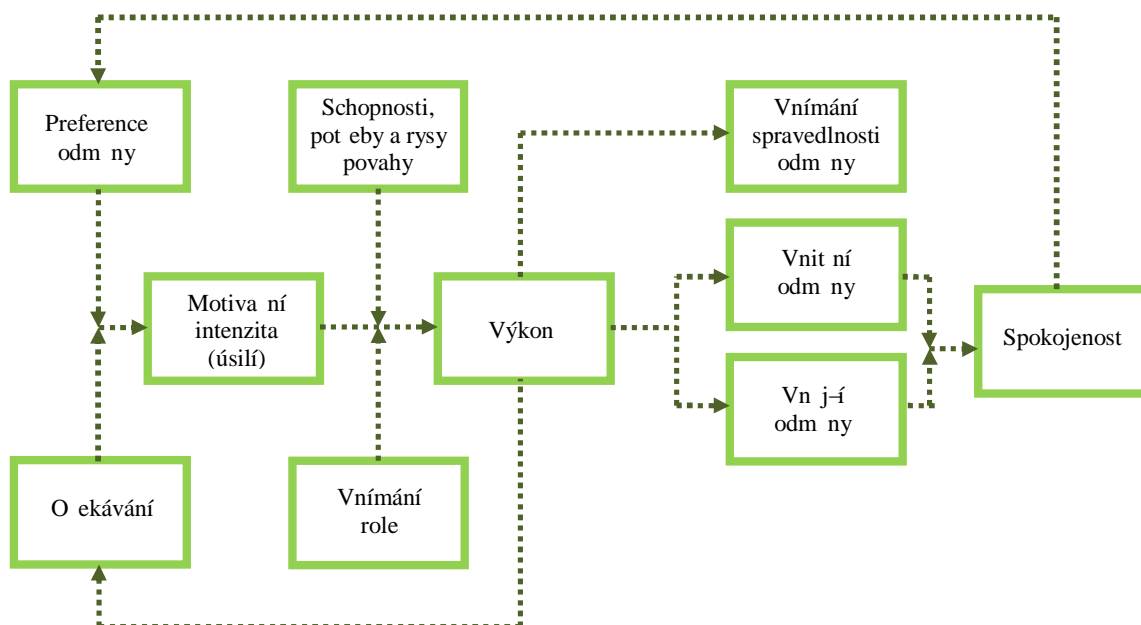 Preference
odm ny
Schopnosti,
pot eby a rysy
povahy
Vnímání
spravedlnosti
odm ny
Motiva ní
intenzita
(úsilí)
Výkon
Vnit ní
odm ny
Spokojenost
Vn j–í
odm ny
O ekávání
Vnímání
role